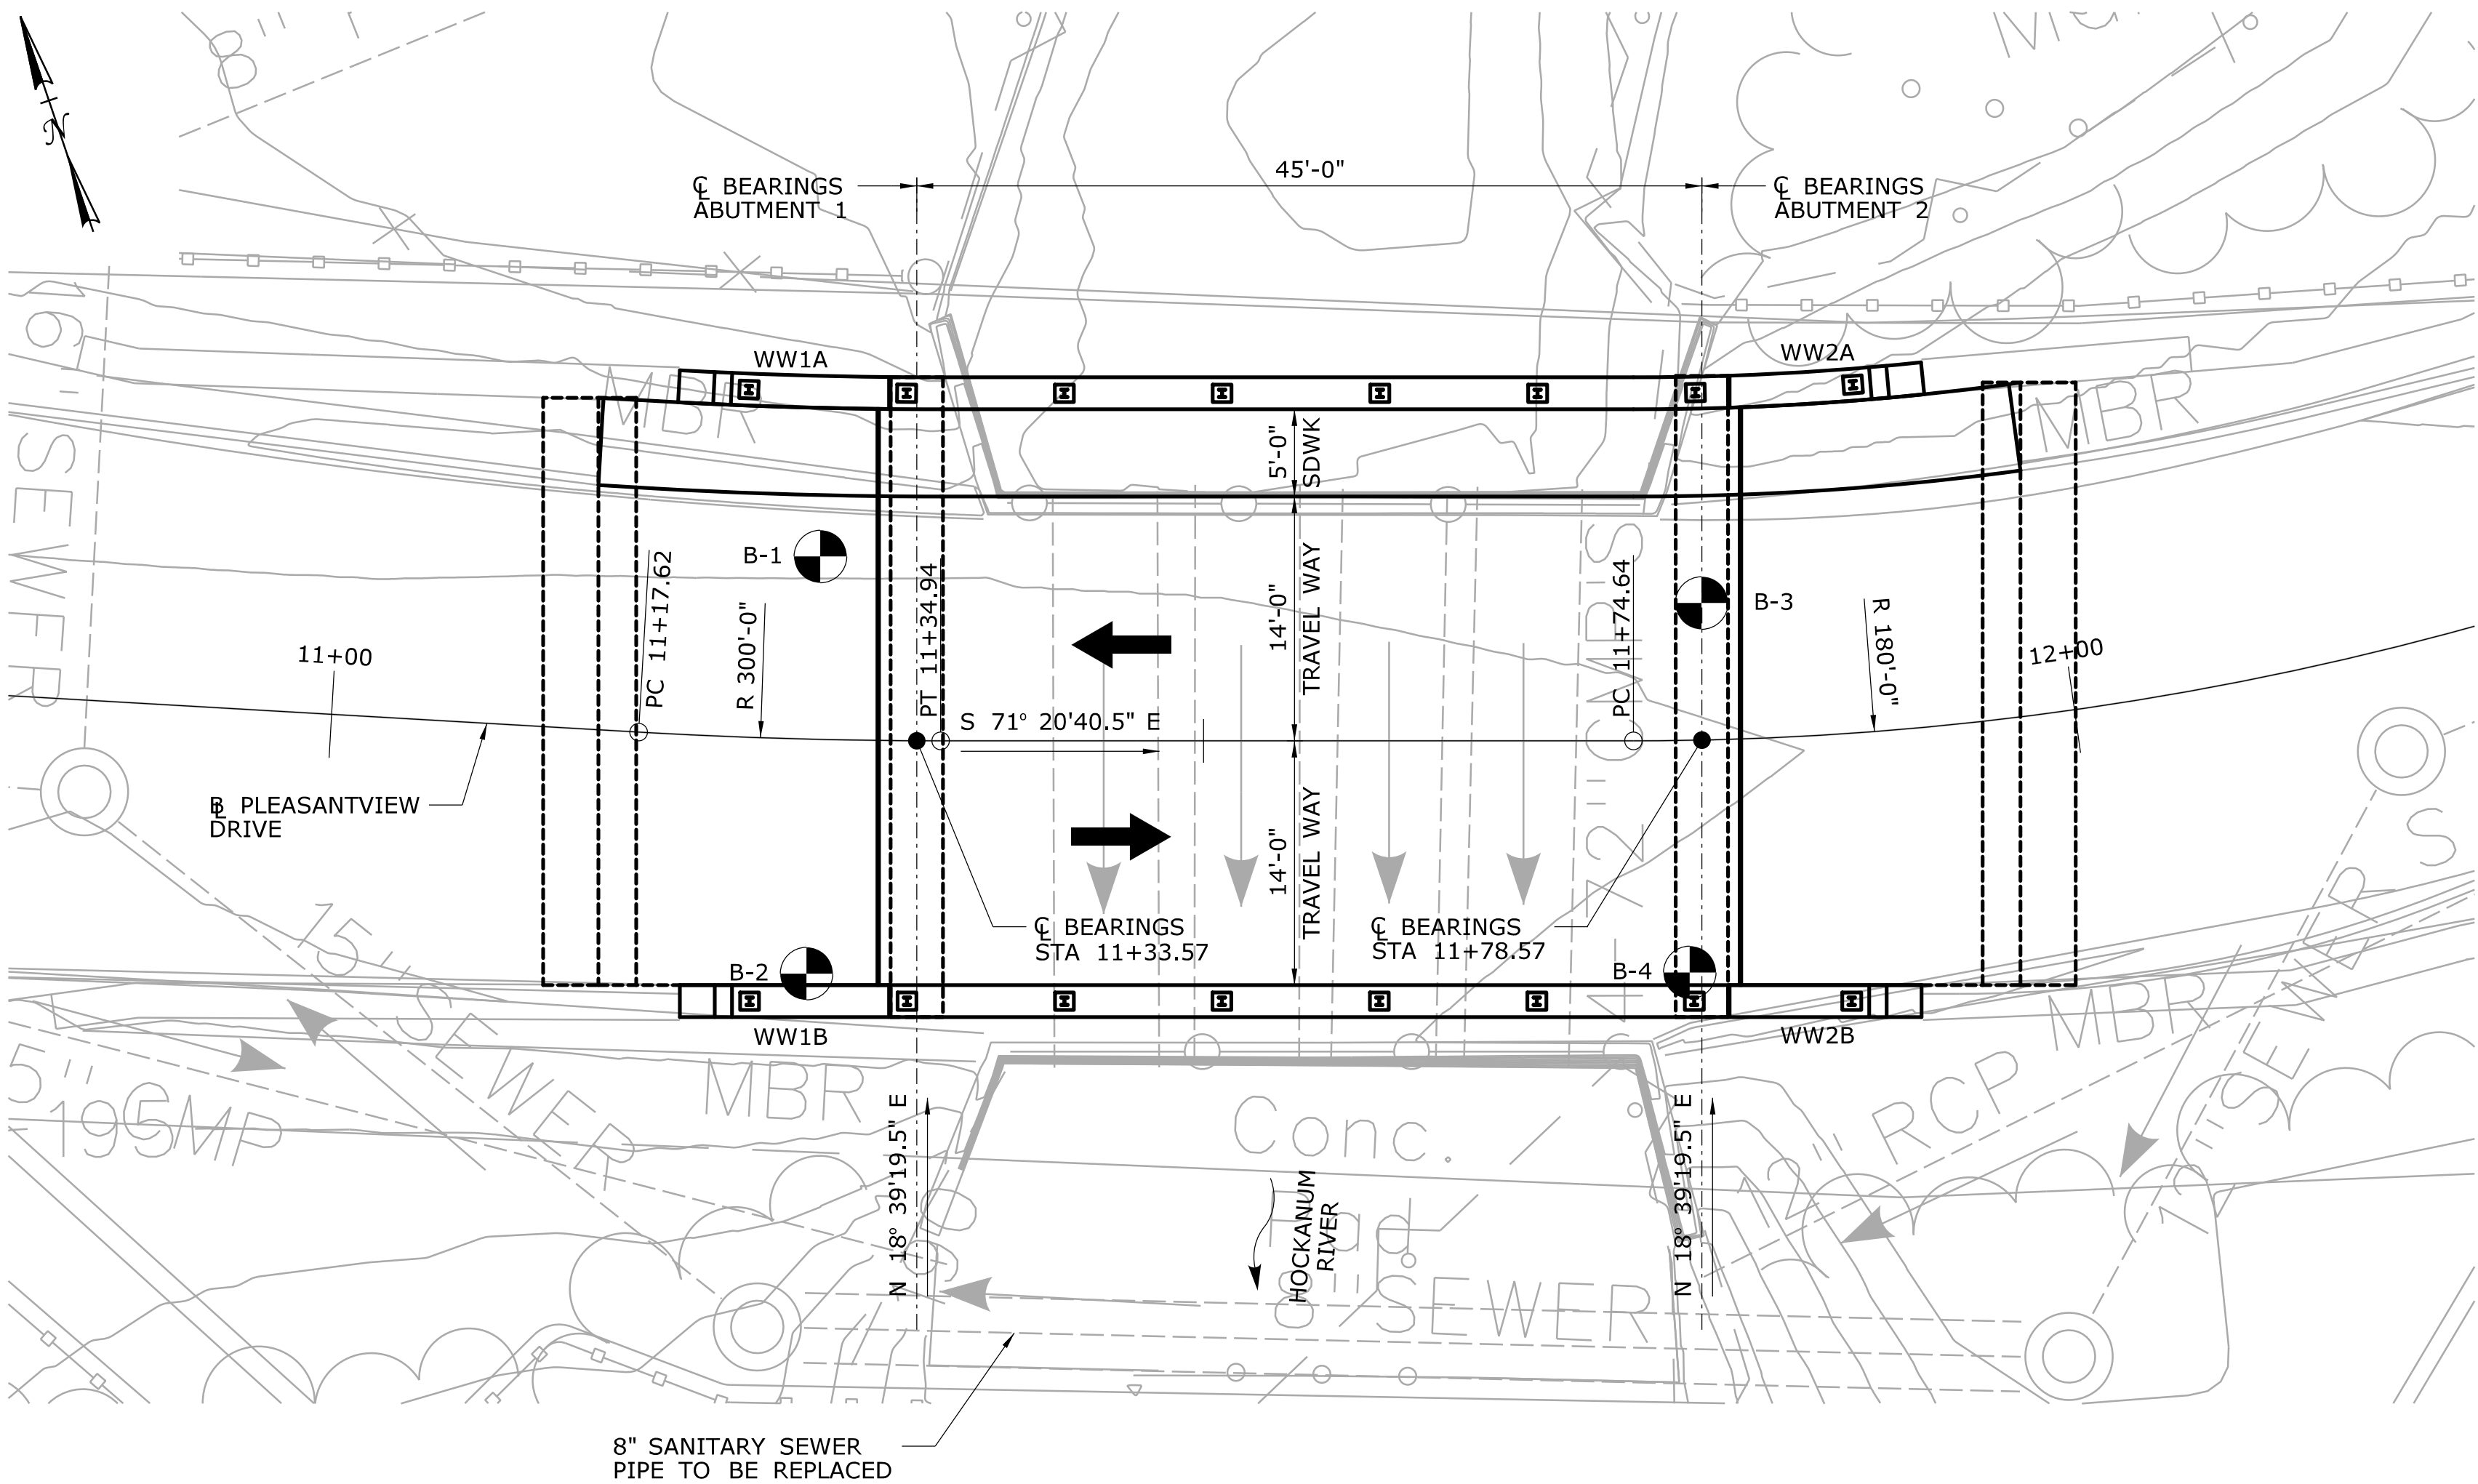 N
45'-0"
℄ BEARINGS
ABUTMENT 1
℄ BEARINGS
ABUTMENT 2
WW1A
WW2A
MBR
MBR
5'-0"
SDWK
B-1
B-3
14'-0"
TRAVEL WAY
PC 11+17.62
R 300'-0"
PT 11+34.94
PC 11+74.64
R 180'-0"
11+00
12+00
S 71° 20'40.5" E
BL PLEASANTVIEW
DRIVE
14'-0"
TRAVEL WAY
℄ BEARINGS
STA 11+33.57
℄ BEARINGS
STA 11+78.57
B-2
B-4
WW1B
WW2B
15" SEWER
MBR
MBR
12" RCP
Conc.
8" SEWER
N 18° 39'19.5" E
N 18° 39'19.5" E
HOCKANUM
RIVER
8" SANITARY SEWER
PIPE TO BE REPLACED